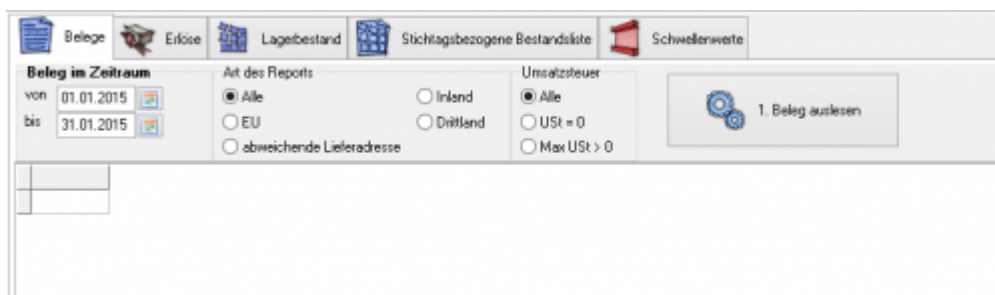 Belege Erlöse Lagerbestand Stichtagsbezogene Bestandsliste Schwellenwerte
Beleg im Zeitraum
von 01.01.2015
bis 31.01.2015
Art des Reports
Alle Inland
EU Drittland
abweichende Lieferadresse
Umsatzsteuer
Alle
USt = 0
Max USt > 0
1. Beleg auslesen